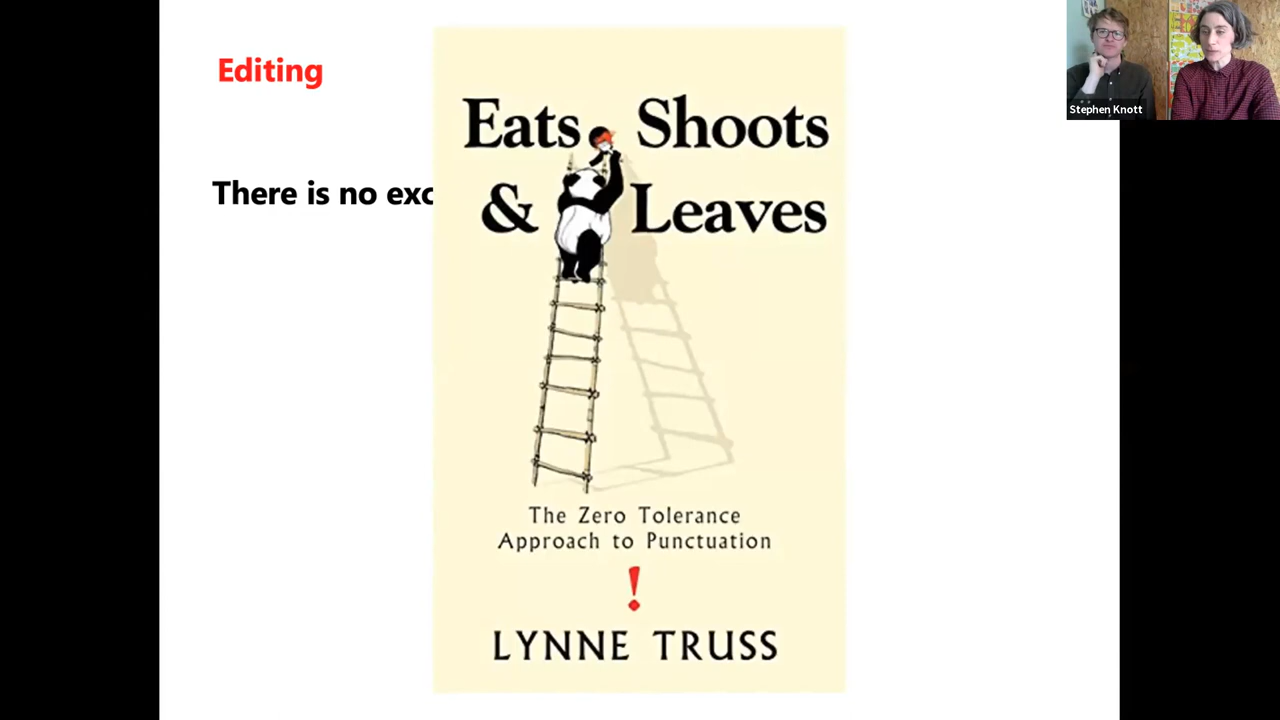 Editing
There is no exc
Eats Shoots
& Leaves
The Zero Tolerance
Approach to Punctuation
!
LYNNE TRUSS
Stephen Knott